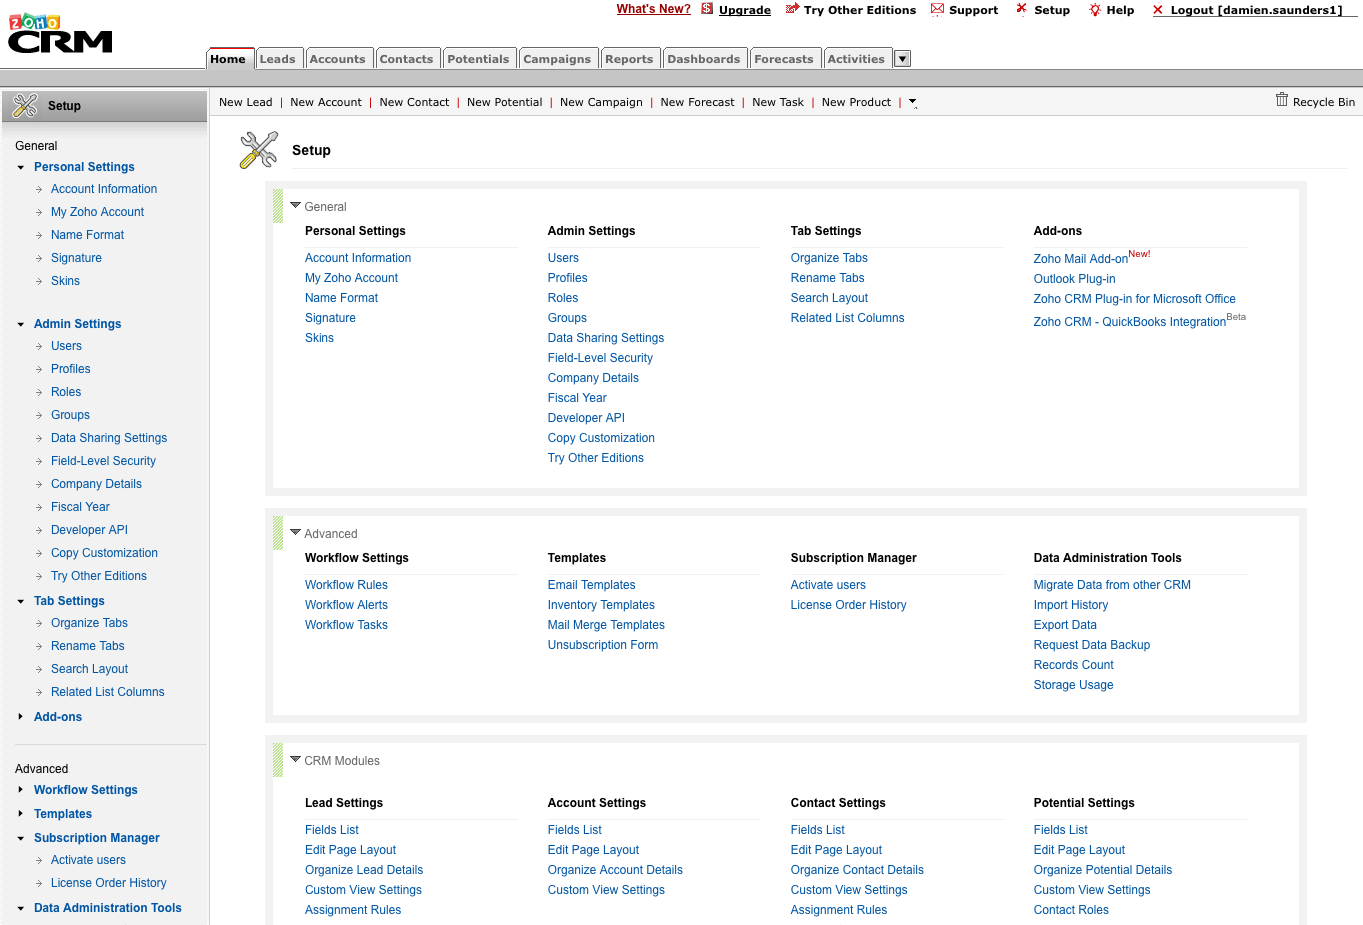 What's New? Upgrade Try Other Editions Support Setup Help Logout [damien.saunders1]
ZOHO
CRM
Home Leads Accounts Contacts Potentials Campaigns Reports Dashboards Forecasts Activities
Setup
New Lead | New Account | New Contact | New Potential | New Campaign | New Forecast | New Task | New Product |
Recycle Bin
General
Personal Settings
Account Information
My Zoho Account
Name Format
Signature
Skins
Admin Settings
Users
Profiles
Roles
Groups
Data Sharing Settings
Field-Level Security
Company Details
Fiscal Year
Developer API
Copy Customization
Try Other Editions
Tab Settings
Organize Tabs
Rename Tabs
Search Layout
Related List Columns
Add-ons
Advanced
Workflow Settings
Templates
Subscription Manager
Activate users
License Order History
Data Administration Tools
Setup
General
Personal Settings
Account Information
My Zoho Account
Name Format
Signature
Skins
Admin Settings
Users
Profiles
Roles
Groups
Data Sharing Settings
Field-Level Security
Company Details
Fiscal Year
Developer API
Copy Customization
Try Other Editions
Tab Settings
Organize Tabs
Rename Tabs
Search Layout
Related List Columns
Add-ons
Zoho Mail Add-on New!
Outlook Plug-in
Zoho CRM Plug-in for Microsoft Office
Zoho CRM - QuickBooks Integration Beta
Advanced
Workflow Settings
Workflow Rules
Workflow Alerts
Workflow Tasks
Templates
Email Templates
Inventory Templates
Mail Merge Templates
Unsubscription Form
Subscription Manager
Activate users
License Order History
Data Administration Tools
Migrate Data from other CRM
Import History
Export Data
Request Data Backup
Records Count
Storage Usage
CRM Modules
Lead Settings
Fields List
Edit Page Layout
Organize Lead Details
Custom View Settings
Assignment Rules
Account Settings
Fields List
Edit Page Layout
Organize Account Details
Custom View Settings
Contact Settings
Fields List
Edit Page Layout
Organize Contact Details
Custom View Settings
Assignment Rules
Potential Settings
Fields List
Edit Page Layout
Organize Potential Details
Custom View Settings
Contact Roles